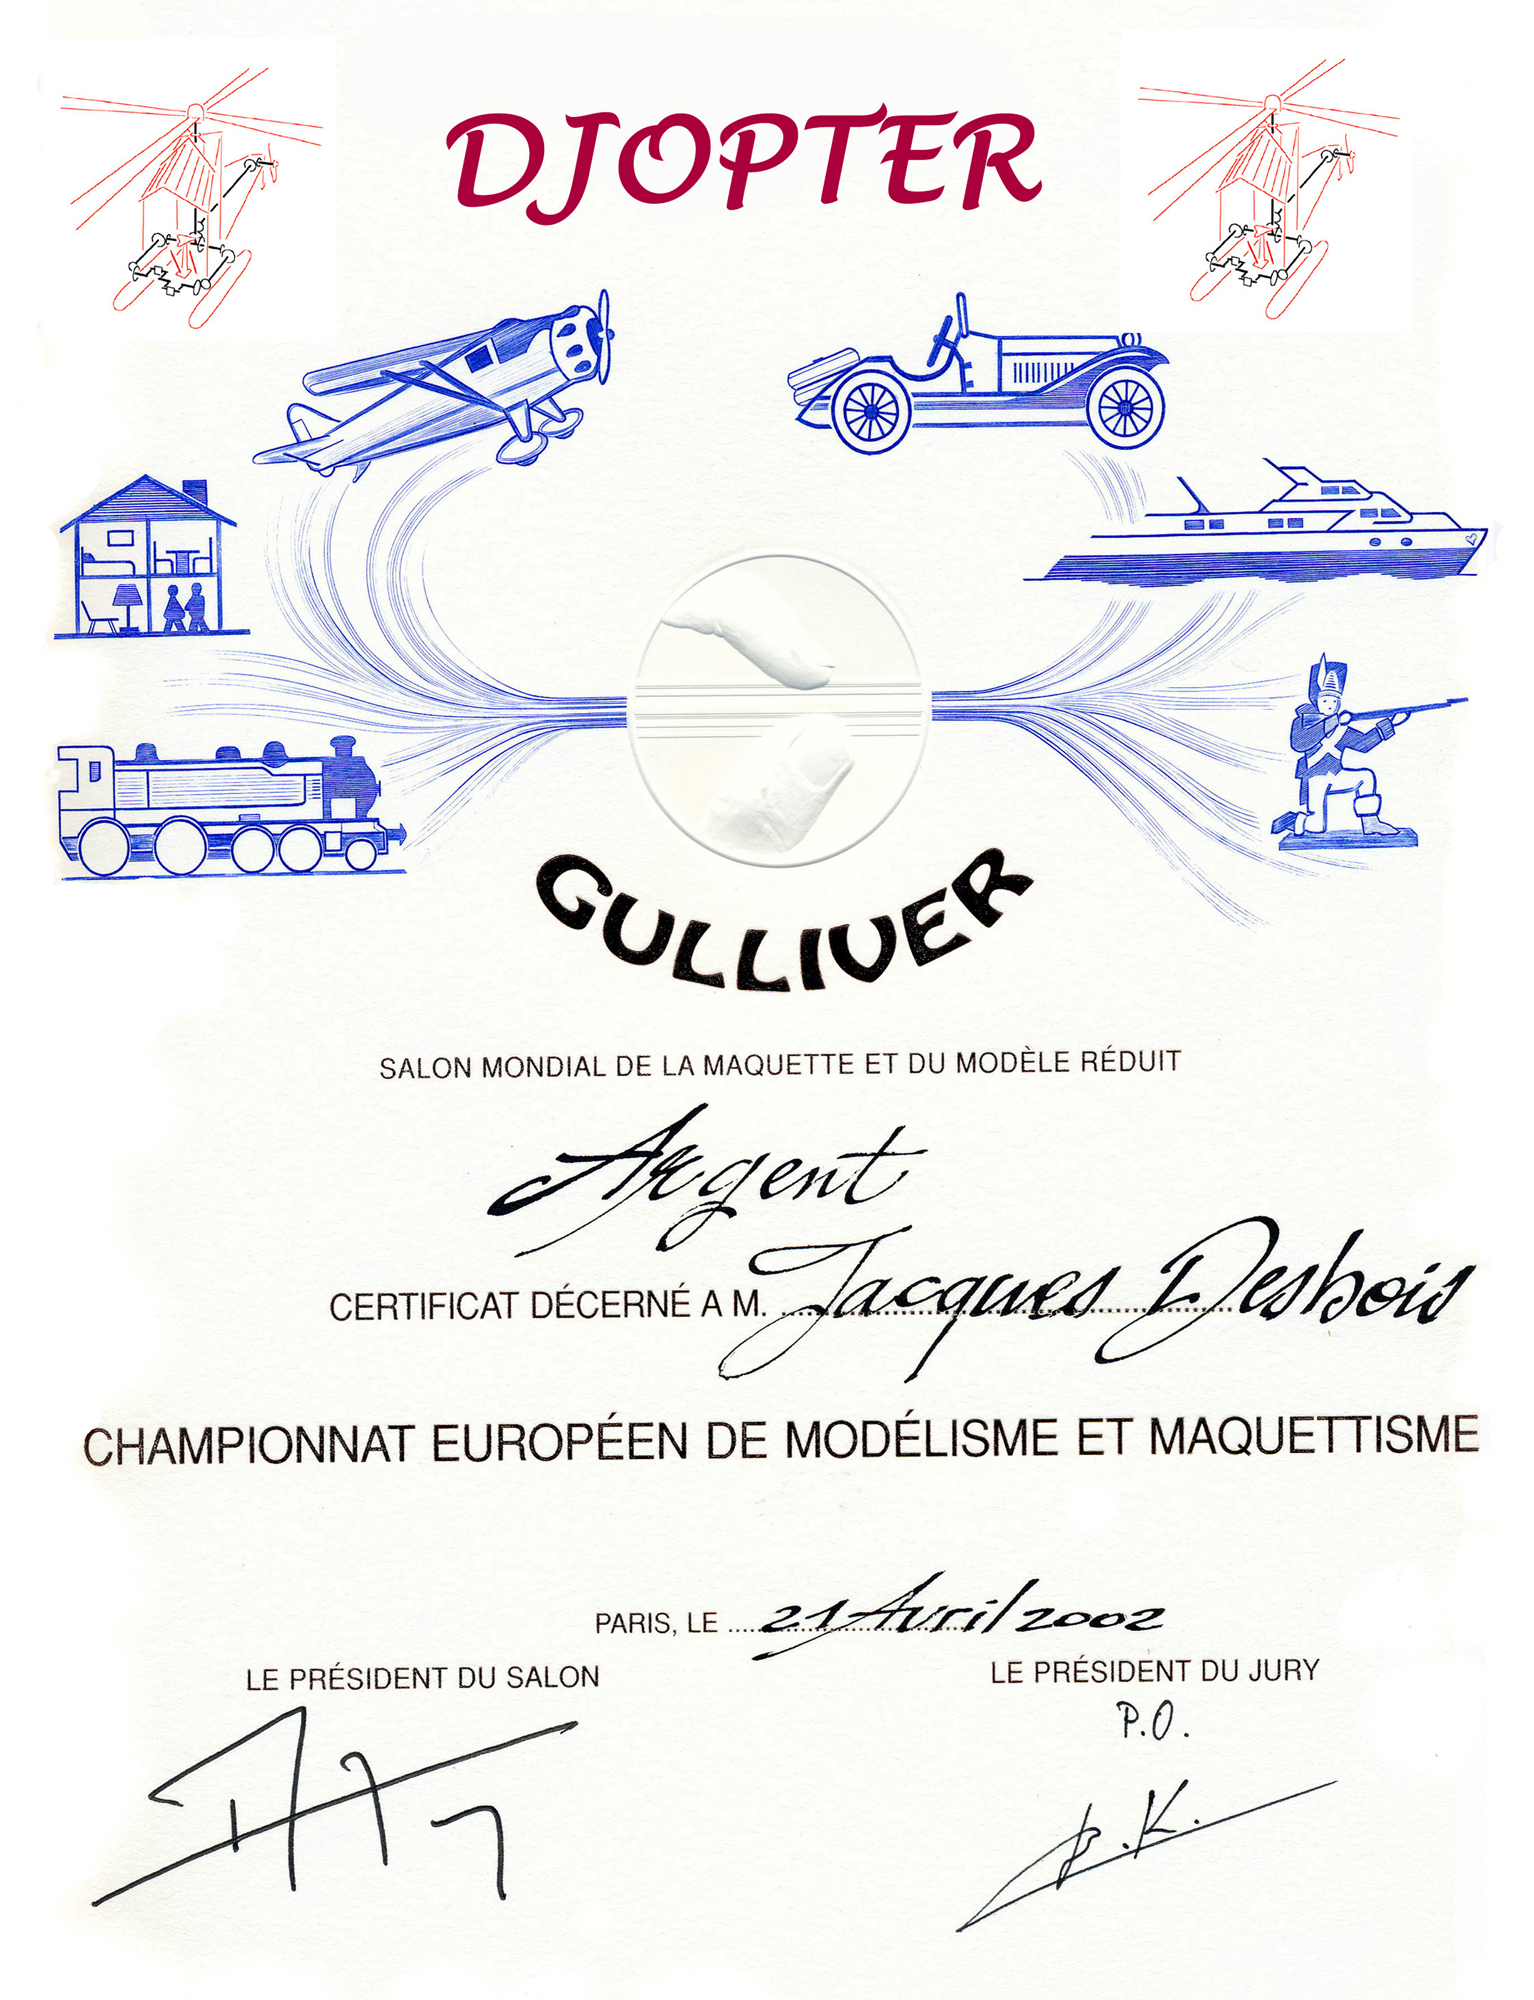 DJOPTER
GULLIVER
SALON MONDIAL DE LA MAQUETTE ET DU MODÈLE RÉDUIT
Argent
CERTIFICAT DÉCERNÉ A M. Jacques Desbois
CHAMPIONNAT EUROPÉEN DE MODÉLISME ET MAQUETTISME
PARIS, LE 21 Avril 2002
LE PRÉSIDENT DU SALON
LE PRÉSIDENT DU JURY
P.O.
B.K.